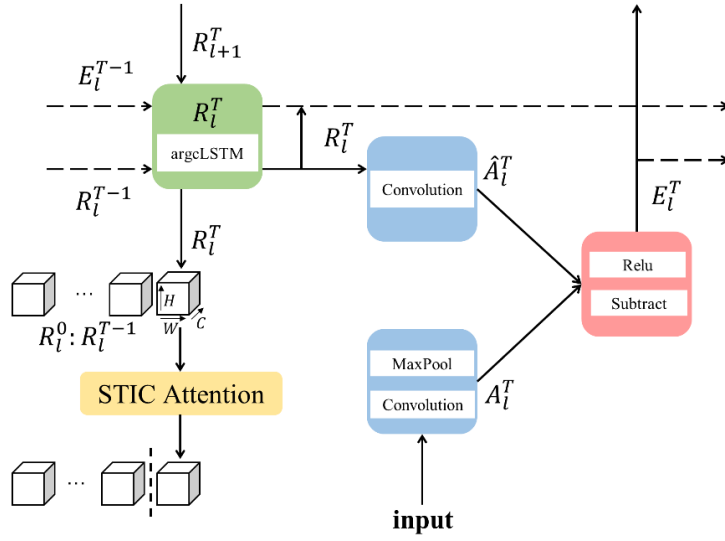 $R_{l+1}^{T}$
$E_l^{T-1}$
$R_l^T$
argcLSTM
$R_l^T$
$R_l^{T-1}$
Convolution
$\hat{A}_l^T$
$E_l^T$
$R_l^T$
Relu
Subtract
...
H
W
C
$R_l^0: R_l^{T-1}$
MaxPool
Convolution
$A_l^T$
STIC Attention
...
input